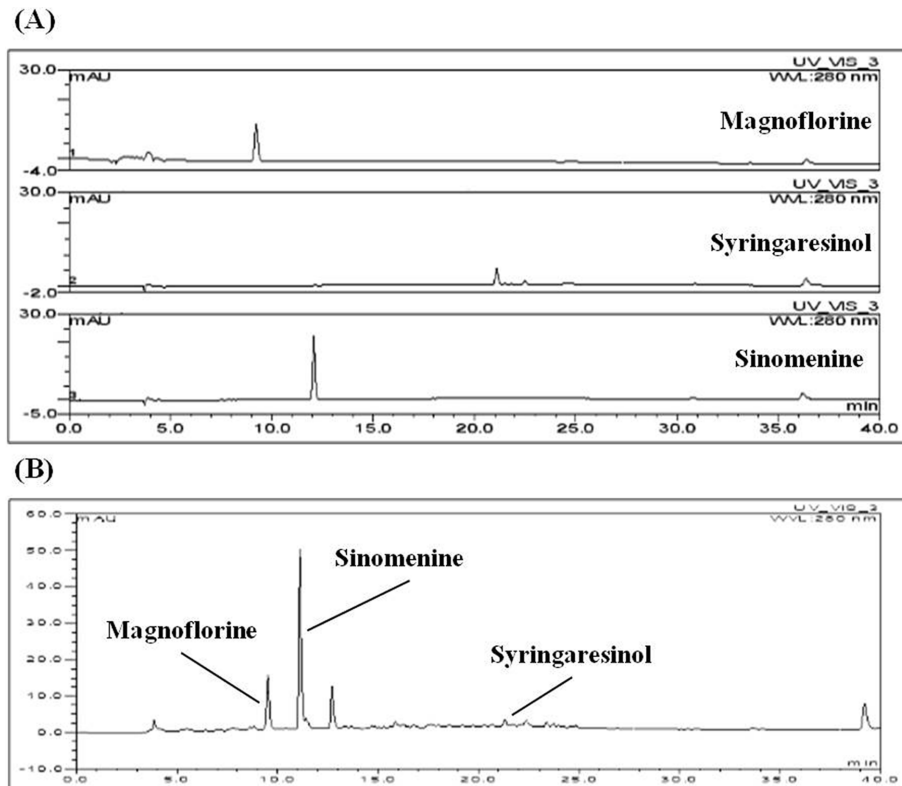 (A)
30.0
mAU
UV_VIS_3
WVL:280 nm
1
Magnoflorine
-4.0
30.0
mAU
UV_VIS_3
WVL:280 nm
2
Syringaresinol
-2.0
30.0
mAU
UV_VIS_3
WVL:280 nm
3
Sinomenine
-5.0
min
0.0 5.0 10.0 15.0 20.0 25.0 30.0 35.0 40.0
(B)
60.0
mAU
UV_VIS_3
WVL:280 nm
50.0
Sinomenine
40.0
30.0
Magnoflorine
Syringaresinol
20.0
10.0
0.0
-10.0
min
0.0 5.0 10.0 15.0 20.0 25.0 30.0 35.0 40.0